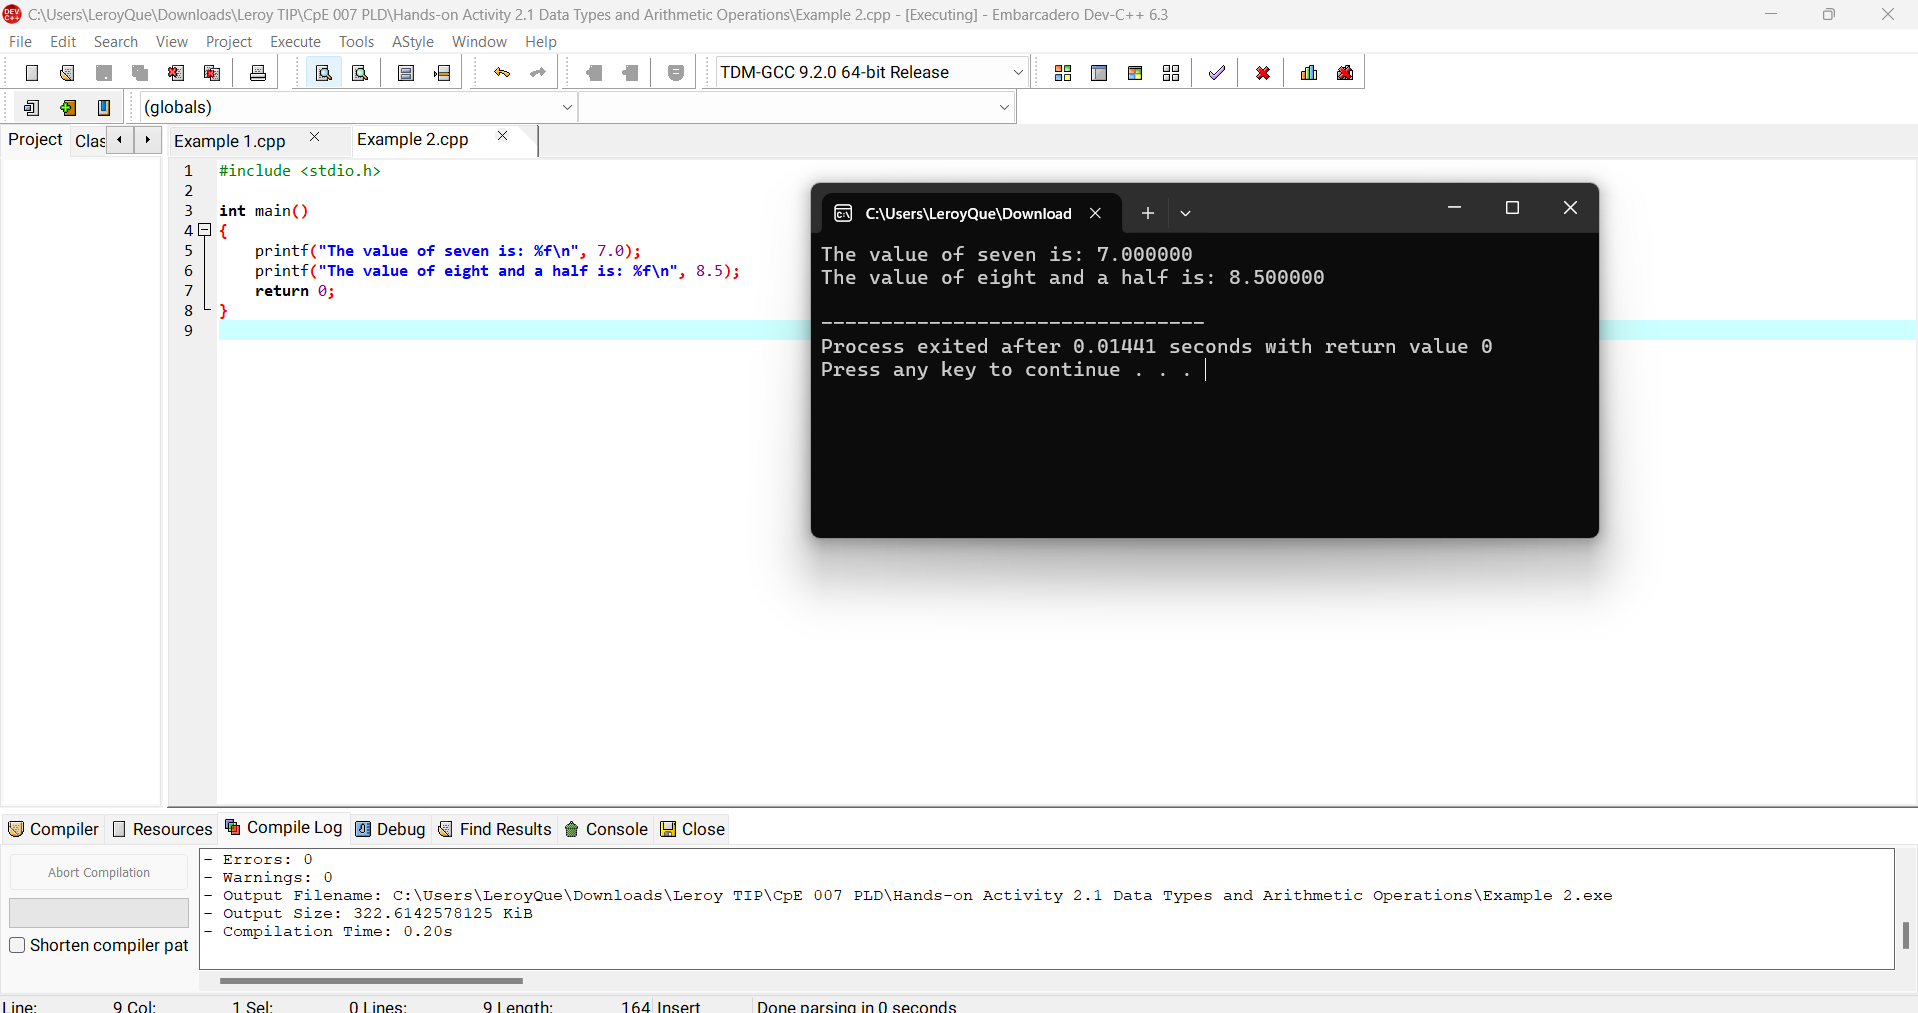 C:\Users\LeroyQue\Downloads\Leroy TIP\CpE 007 PLD\Hands-on Activity 2.1 Data Types and Arithmetic Operations\Example 2.cpp - [Executing] - Embarcadero Dev-C++ 6.3
File Edit Search View Project Execute Tools AStyle Window Help
TDM-GCC 9.2.0 64-bit Release
(globals)
Project Clas Example 1.cpp Example 2.cpp
1 #include <stdio.h>
2
3 int main()
4 {
5 printf("The value of seven is: %f\n", 7.0);
6 printf("The value of eight and a half is: %f\n", 8.5);
7 return 0;
8 }
9
C:\Users\LeroyQue\Download
The value of seven is: 7.000000
The value of eight and a half is: 8.500000
--------------------------------
Process exited after 0.01441 seconds with return value 0
Press any key to continue . . .
Compiler Resources Compile Log Debug Find Results Console Close
Abort Compilation
Shorten compiler pat
- Errors: 0
- Warnings: 0
- Output Filename: C:\Users\LeroyQue\Downloads\Leroy TIP\CpE 007 PLD\Hands-on Activity 2.1 Data Types and Arithmetic Operations\Example 2.exe
- Output Size: 322.6142578125 KiB
- Compilation Time: 0.20s
Line: 9 Col: 1 Sel: 0 Lines: 9 Length: 164 Insert Done parsing in 0 seconds